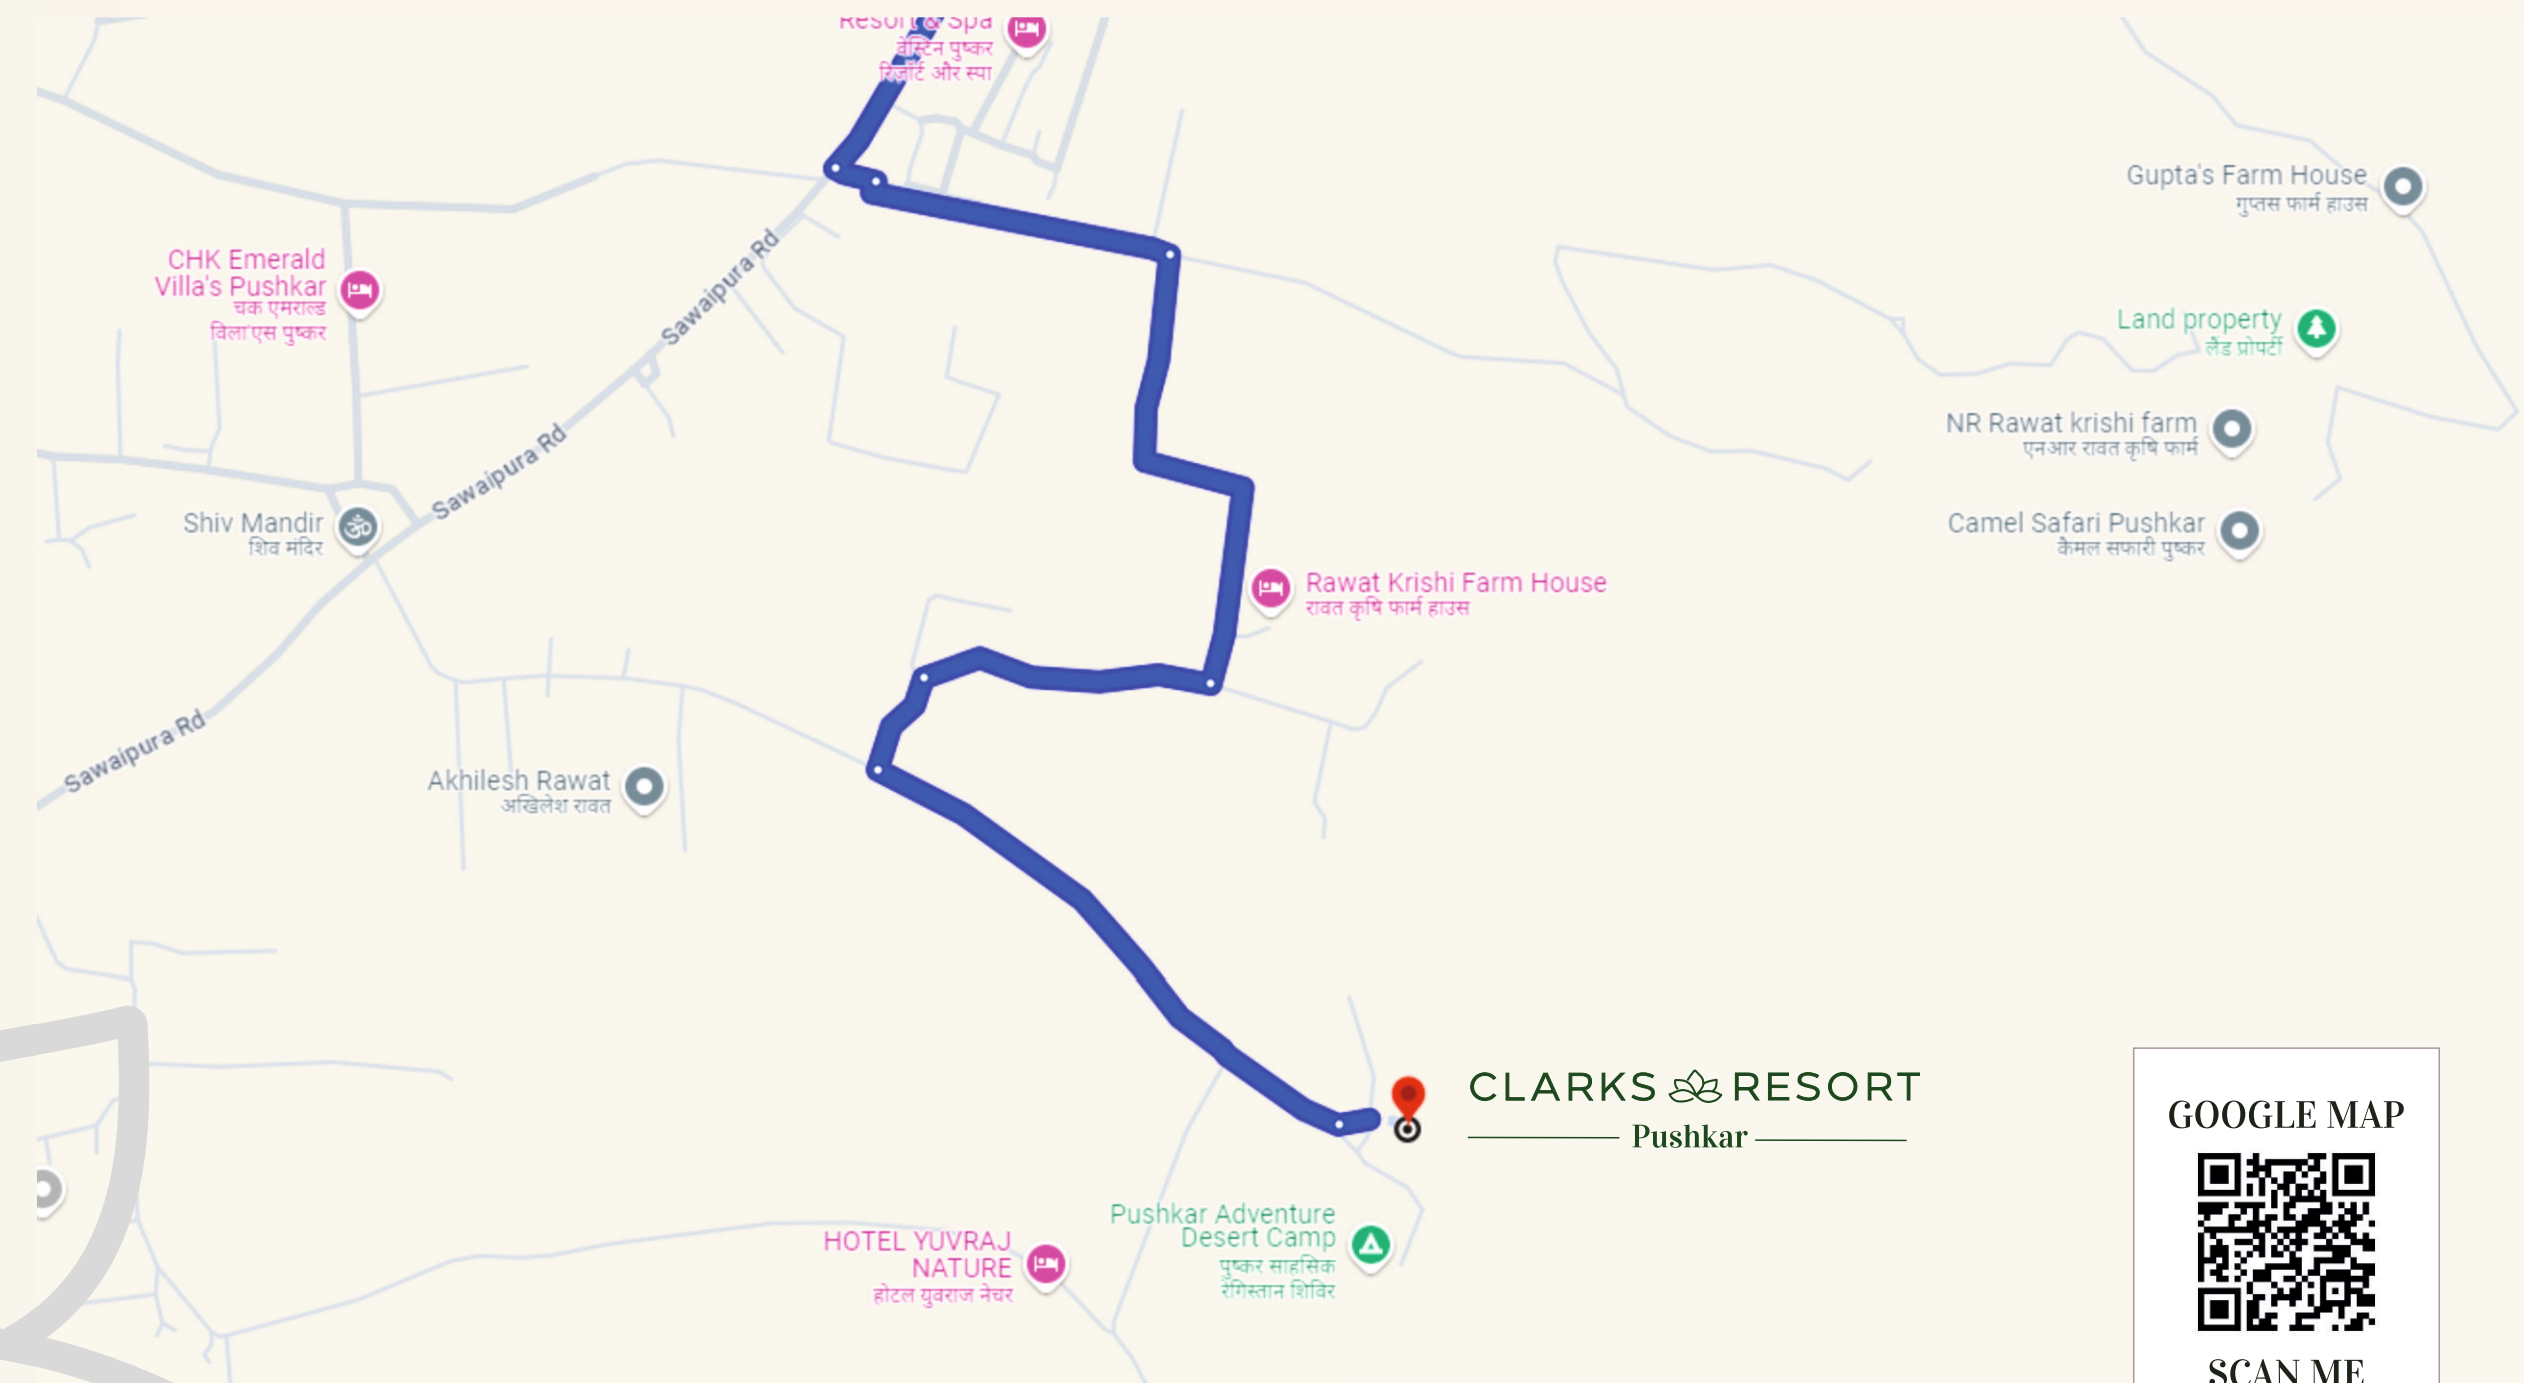 Resort & Spa
वेस्टिन पुष्कर
रिज़ॉर्ट और स्पा
Gupta's Farm House
गुप्तस फार्म हाउस
CHK Emerald
Villa's Pushkar
चक एमराल्ड
विला'एस पुष्कर
Sawaipura Rd
Land property
लैंड प्रोपर्टी
NR Rawat krishi farm
एनआर रावत कृषि फार्म
Sawaipura Rd
Shiv Mandir
शिव मंदिर
Camel Safari Pushkar
कैमल सफारी पुष्कर
Rawat Krishi Farm House
रावत कृषि फार्म हाउस
Sawaipura Rd
Akhilesh Rawat
अखिलेश रावत
CLARKS RESORT
Pushkar
GOOGLE MAP
Pushkar Adventure
Desert Camp
पुष्कर साहसिक
रेगिस्तान शिविर
HOTEL YUVRAJ
NATURE
होटल युवराज नेचर
SCAN ME